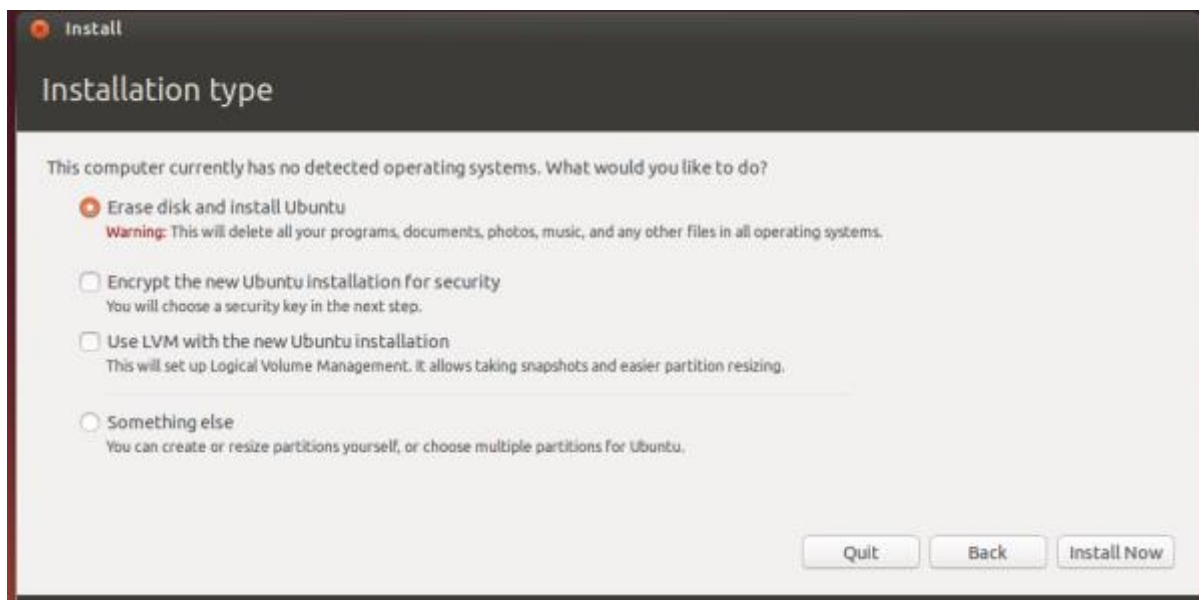 Install
Installation type
This computer currently has no detected operating systems. What would you like to do?
Erase disk and install Ubuntu
Warning: This will delete all your programs, documents, photos, music, and any other files in all operating systems.
Encrypt the new Ubuntu installation for security
You will choose a security key in the next step.
Use LVM with the new Ubuntu installation
This will set up Logical Volume Management. It allows taking snapshots and easier partition resizing.
Something else
You can create or resize partitions yourself, or choose multiple partitions for Ubuntu.
Quit Back Install Now